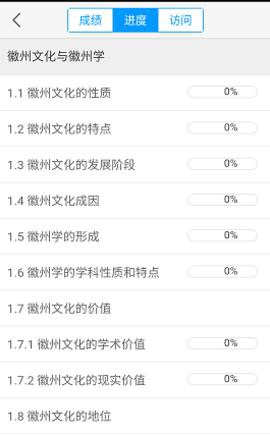 成绩 进度 访问
徽州文化与徽州学
1.1 徽州文化的性质 0%
1.2 徽州文化的特点 0%
1.3 徽州文化的发展阶段 0%
1.4 徽州文化成因 0%
1.5 徽州学的形成 0%
1.6 徽州学的学科性质和特点 0%
1.7 徽州文化的价值
1.7.1 徽州文化的学术价值 0%
1.7.2 徽州文化的现实价值 0%
1.8 徽州文化的地位